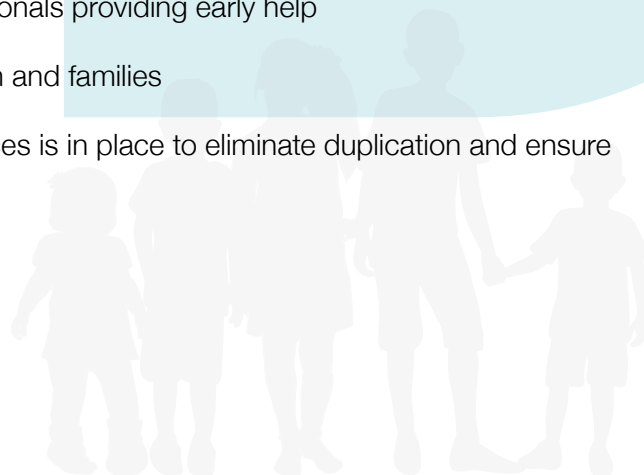 onals providing early help
n and families
es is in place to eliminate duplication and ensure